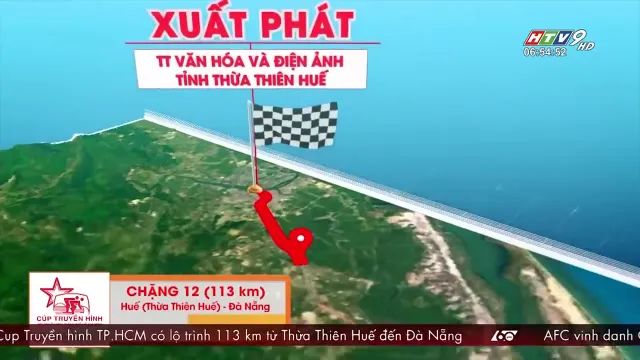 XUẤT PHÁT
TT VĂN HÓA VÀ ĐIỆN ẢNH
TỈNH THỪA THIÊN HUẾ
HTV9 HD
06:54:52
CHẶNG 12 (113 km)
Huế (Thừa Thiên Huế) - Đà Nẵng
CÚP TRUYỀN HÌNH
Cup Truyền hình TP.HCM có lộ trình 113 km từ Thừa Thiên Huế đến Đà Nẵng
AFC vinh danh